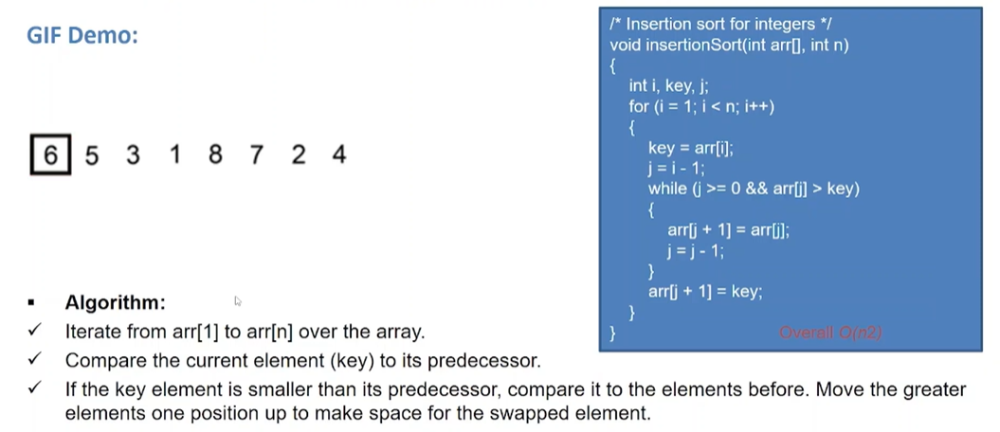 GIF Demo:
6 5 3 1 8 7 2 4
/* Insertion sort for integers */
void insertionSort(int arr[], int n)
{
int i, key, j;
for (i = 1; i < n; i++)
{
key = arr[i];
j = i - 1;
while (j >= 0 && arr[j] > key)
{
arr[j + 1] = arr[j];
j = j - 1;
}
arr[j + 1] = key;
}
}
Overall O(n2)
▪ Algorithm:
✓ Iterate from arr[1] to arr[n] over the array.
✓ Compare the current element (key) to its predecessor.
✓ If the key element is smaller than its predecessor, compare it to the elements before. Move the greater
elements one position up to make space for the swapped element.